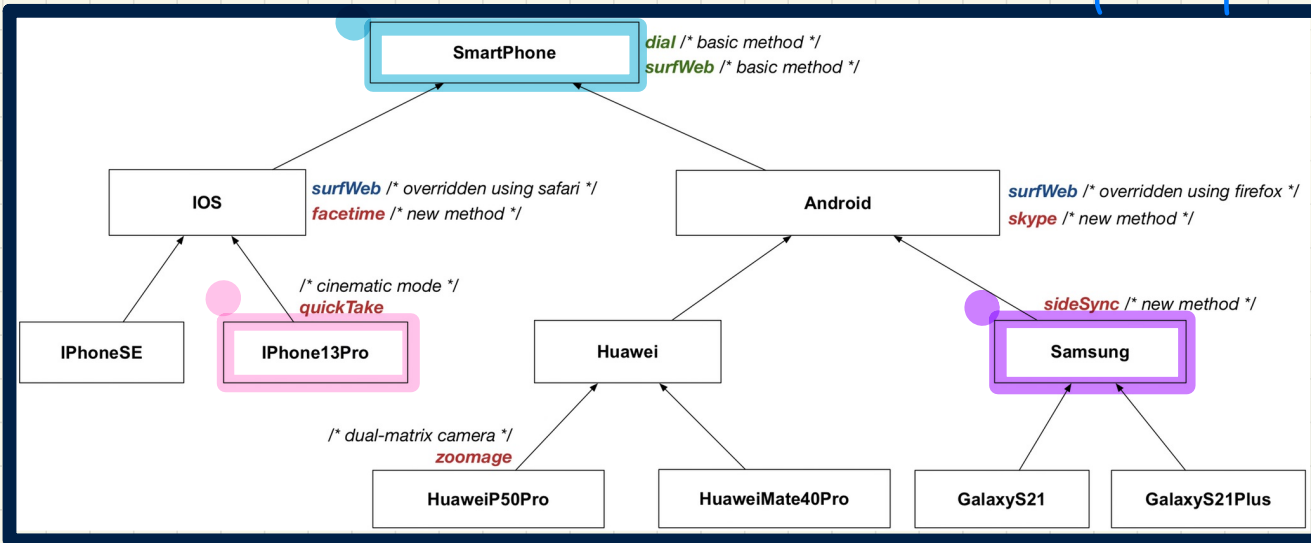 SmartPhone
dial /* basic method */
surfWeb /* basic method */
IOS
surfWeb /* overridden using safari */
facetime /* new method */
Android
surfWeb /* overridden using firefox */
skype /* new method */
/* cinematic mode */
quickTake
sideSync /* new method */
IPhoneSE
IPhone13Pro
Huawei
Samsung
/* dual-matrix camera */
zoomage
HuaweiP50Pro
HuaweiMate40Pro
GalaxyS21
GalaxyS21Plus